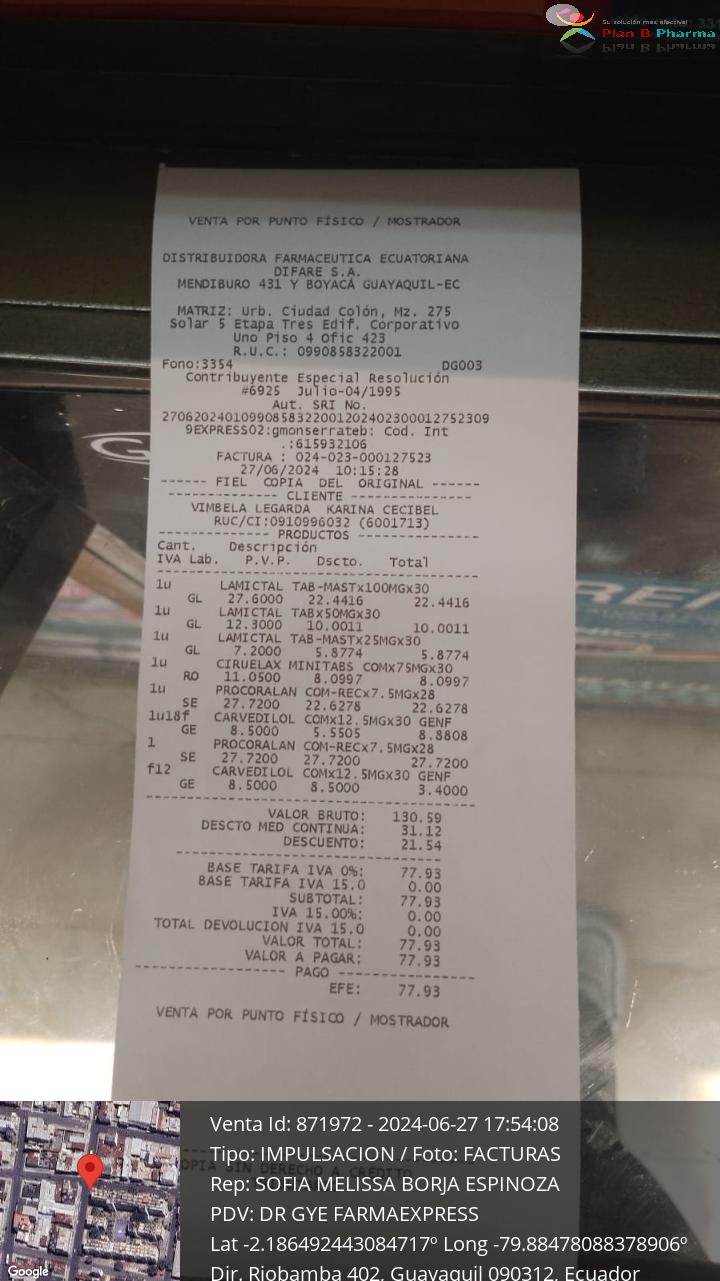 Su solución más efectiva!
Plan B Pharma
VENTA POR PUNTO FÍSICO / MOSTRADOR
DISTRIBUIDORA FARMACEUTICA ECUATORIANA
DIFARE S.A.
MENDIBURO 431 Y BOYACÁ GUAYAQUIL-EC
MATRIZ: Urb. Ciudad Colón, Mz. 275
Solar 5 Etapa Tres Edif. Corporativo
Uno Piso 4 Ofic 423
R.U.C.: 0990858322001
Fono:3354 DG003
Contribuyente Especial Resolución
#6925 Julio-04/1995
Aut. SRI No.
27062024010990858322001202402300012752309
9EXPRESS02:gmonserrateb: Cod. Int
.:615932106
FACTURA : 024-023-000127523
27/06/2024 10:15:28
------ FIEL COPIA DEL ORIGINAL ------
-------------- CLIENTE ---------------
VIMBELA LEGARDA KARINA CECIBEL
RUC/CI:0910996032 (6001713)
-------------- PRODUCTOS ---------------
Cant. Descripción
IVA Lab. P.V.P. Dscto. Total
1u LAMICTAL TAB-MASTx100MGx30
GL 27.6000 22.4416 22.4416
1u LAMICTAL TABx50MGx30
GL 12.3000 10.0011 10.0011
1u LAMICTAL TAB-MASTx25MGx30
GL 7.2000 5.8774 5.8774
1u CIRUELAX MINITABS COMx75MGx30
RO 11.0500 8.0997 8.0997
1u PROCORALAN COM-RECx7.5MGx28
SE 27.7200 22.6278 22.6278
1u18f CARVEDILOL COMx12.5MGx30 GENF
GE 8.5000 5.5505 8.8808
1 PROCORALAN COM-RECx7.5MGx28
SE 27.7200 27.7200 27.7200
f12 CARVEDILOL COMx12.5MGx30 GENF
GE 8.5000 8.5000 3.4000
VALOR BRUTO: 130.59
DESCTO MED CONTINUA: 31.12
DESCUENTO: 21.54
BASE TARIFA IVA 0%: 77.93
BASE TARIFA IVA 15.0 0.00
SUBTOTAL: 77.93
IVA 15.00%: 0.00
TOTAL DEVOLUCION IVA 15.0 0.00
VALOR TOTAL: 77.93
VALOR A PAGAR: 77.93
------------------ PAGO -----------------
EFE: 77.93
VENTA POR PUNTO FÍSICO / MOSTRADOR
OPIA SIN DERECHO A CRÉDITO
Venta Id: 871972 - 2024-06-27 17:54:08
Tipo: IMPULSACION / Foto: FACTURAS
Rep: SOFIA MELISSA BORJA ESPINOZA
PDV: DR GYE FARMAEXPRESS
Lat -2.186492443084717º Long -79.88478088378906º
Dir. Riobamba 402, Guayaquil 090312, Ecuador
Google